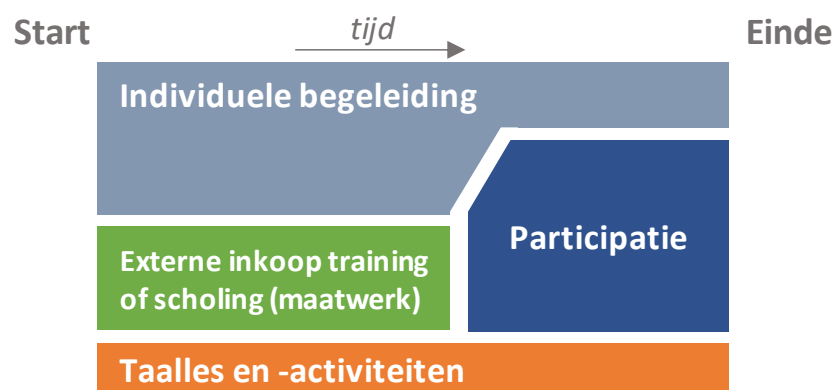 Start
tijd
Einde
Individuele begeleiding
Participatie
Externe inkoop training
of scholing (maatwerk)
Taalles en -activiteiten